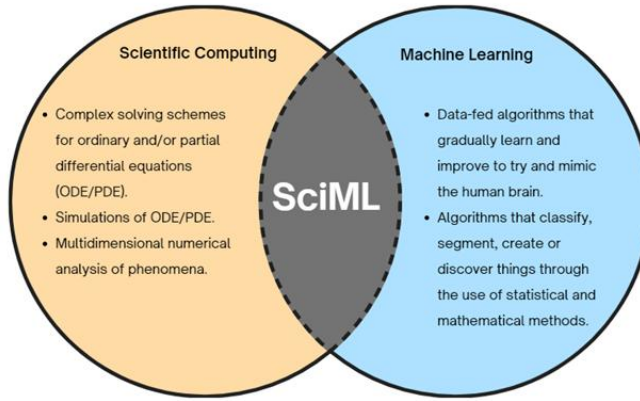 Scientific Computing
• Complex solving schemes
for ordinary and/or partial
differential equations
(ODE/PDE).
• Simulations of ODE/PDE.
• Multidimensional numerical
analysis of phenomena.
SciML
Machine Learning
• Data-fed algorithms that
gradually learn and
improve to try and mimic
the human brain.
• Algorithms that classify,
segment, create or
discover things through
the use of statistical and
mathematical methods.